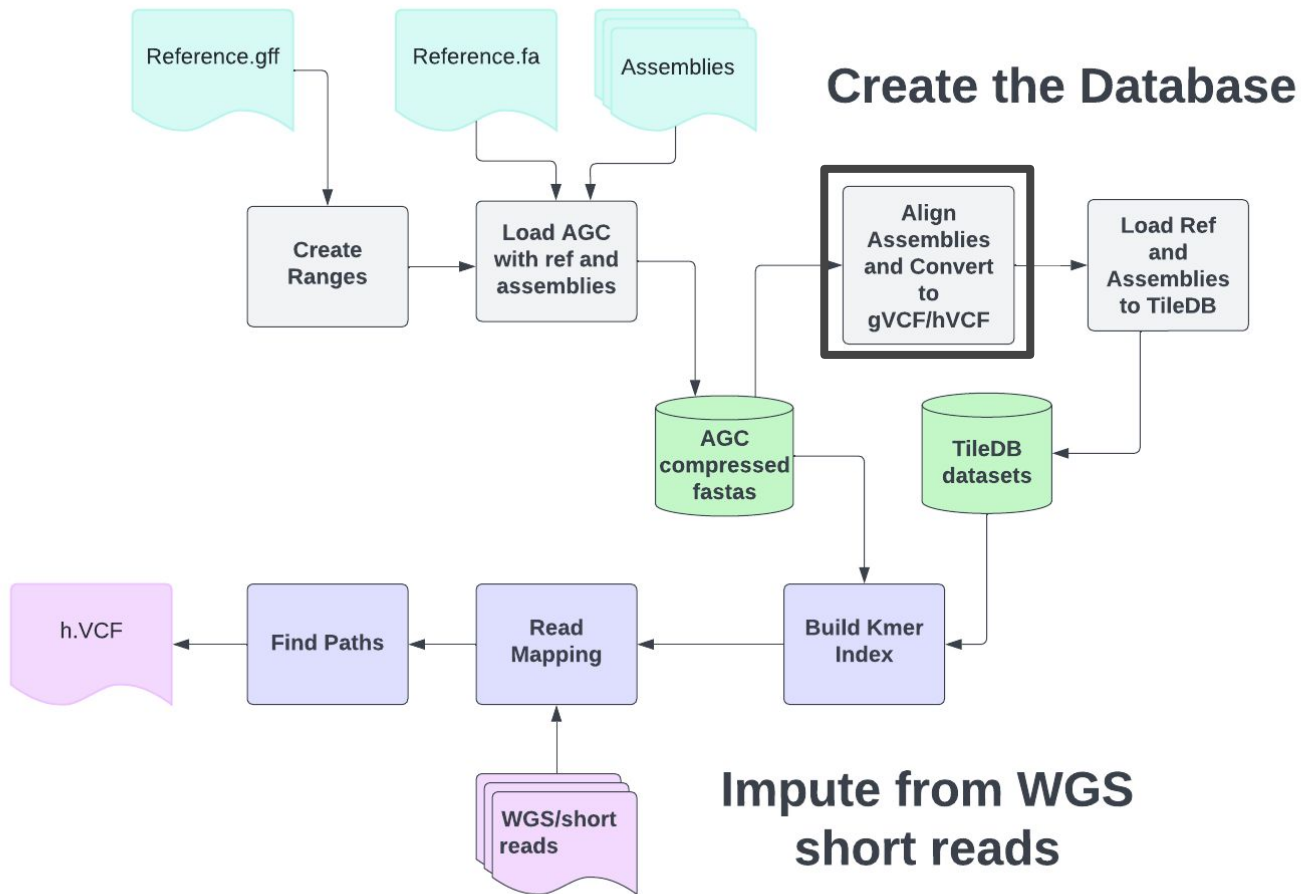 Reference.gff
Reference.fa
Assemblies
Create the Database
Create
Ranges
Load AGC
with ref and
assemblies
Align
Assemblies
and Convert
to
gVCF/hVCF
Load Ref
and
Assemblies
to TileDB
AGC
compressed
fastas
TileDB
datasets
h.VCF
Find Paths
Read
Mapping
Build Kmer
Index
WGS/short
reads
Impute from WGS
short reads